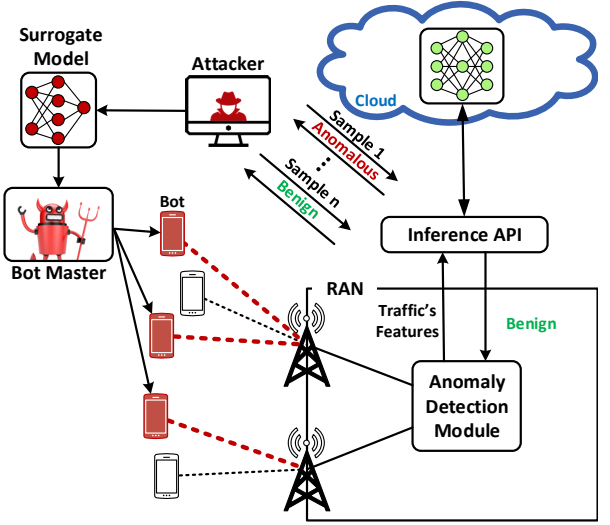 Surrogate
Model
Attacker
Cloud
Sample 1
Anomalous
Sample n
Benign
Bot
Bot Master
Inference API
RAN
Traffic's
Features
Benign
Anomaly
Detection
Module